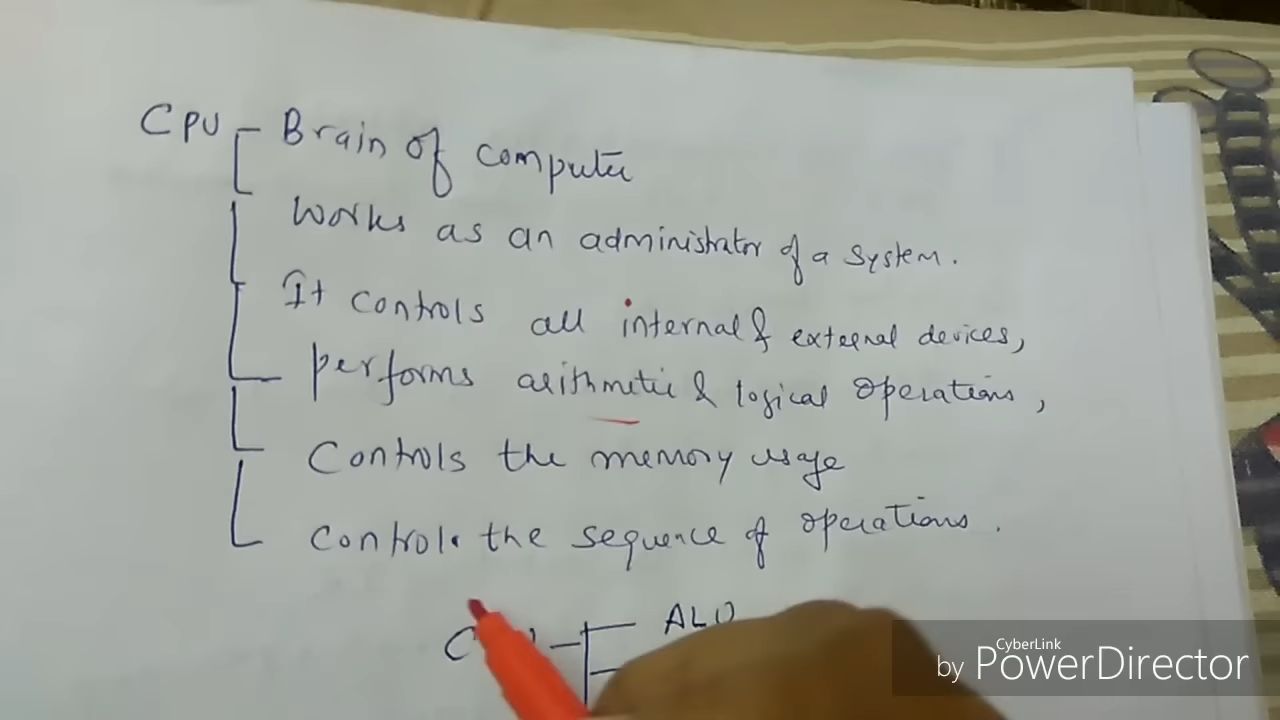 CPU - Brain of computer
Works as an administrator of a system.
It controls all internal & external devices,
performs arithmetic & logical operations,
Controls the memory usage
Control. the sequence of operations.
ALU
CyberLink
by PowerDirector